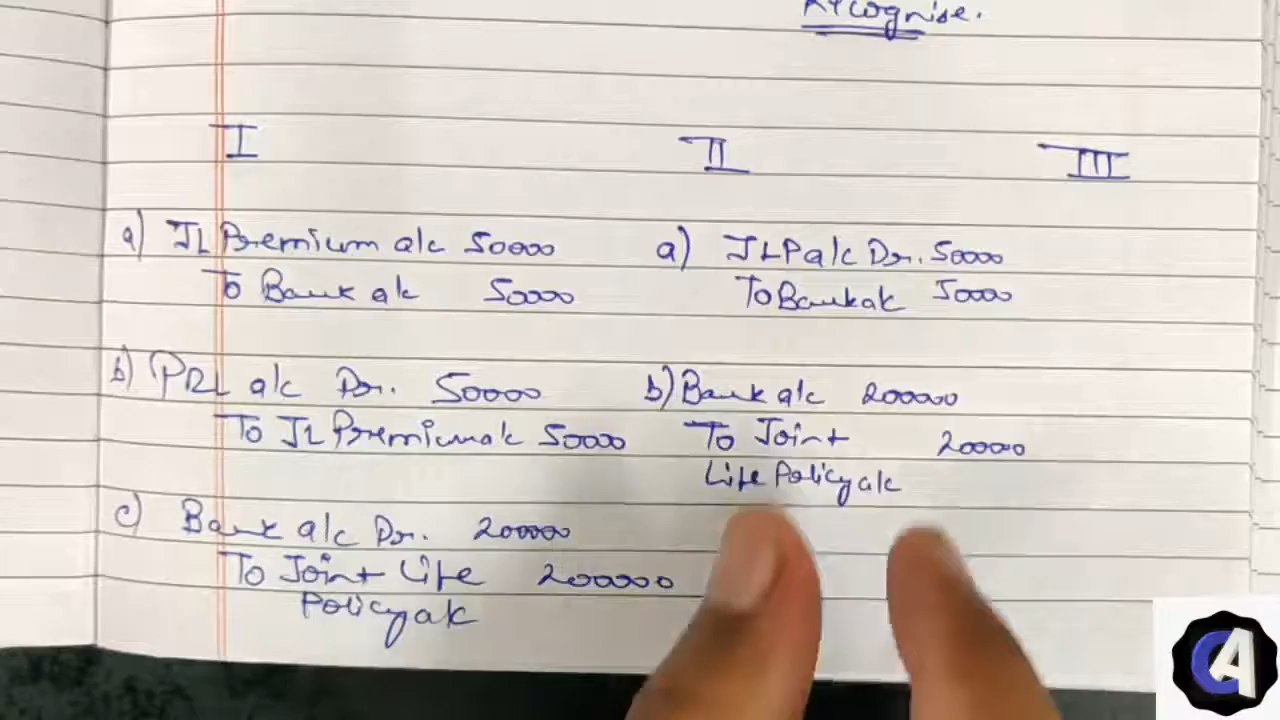 Recognise.
I II III
a) JL Premium a/c 50000
To Bank a/c 50000
b) P&L a/c Dr. 50000
To JL Premium a/c 50000
c) Bank a/c Dr. 200000
To Joint Life 200000
Policy a/c
a) JLP a/c Dr. 50000
To Bank a/c 50000
b) Bank a/c 200000
To Joint 200000
Life Policy a/c
CA